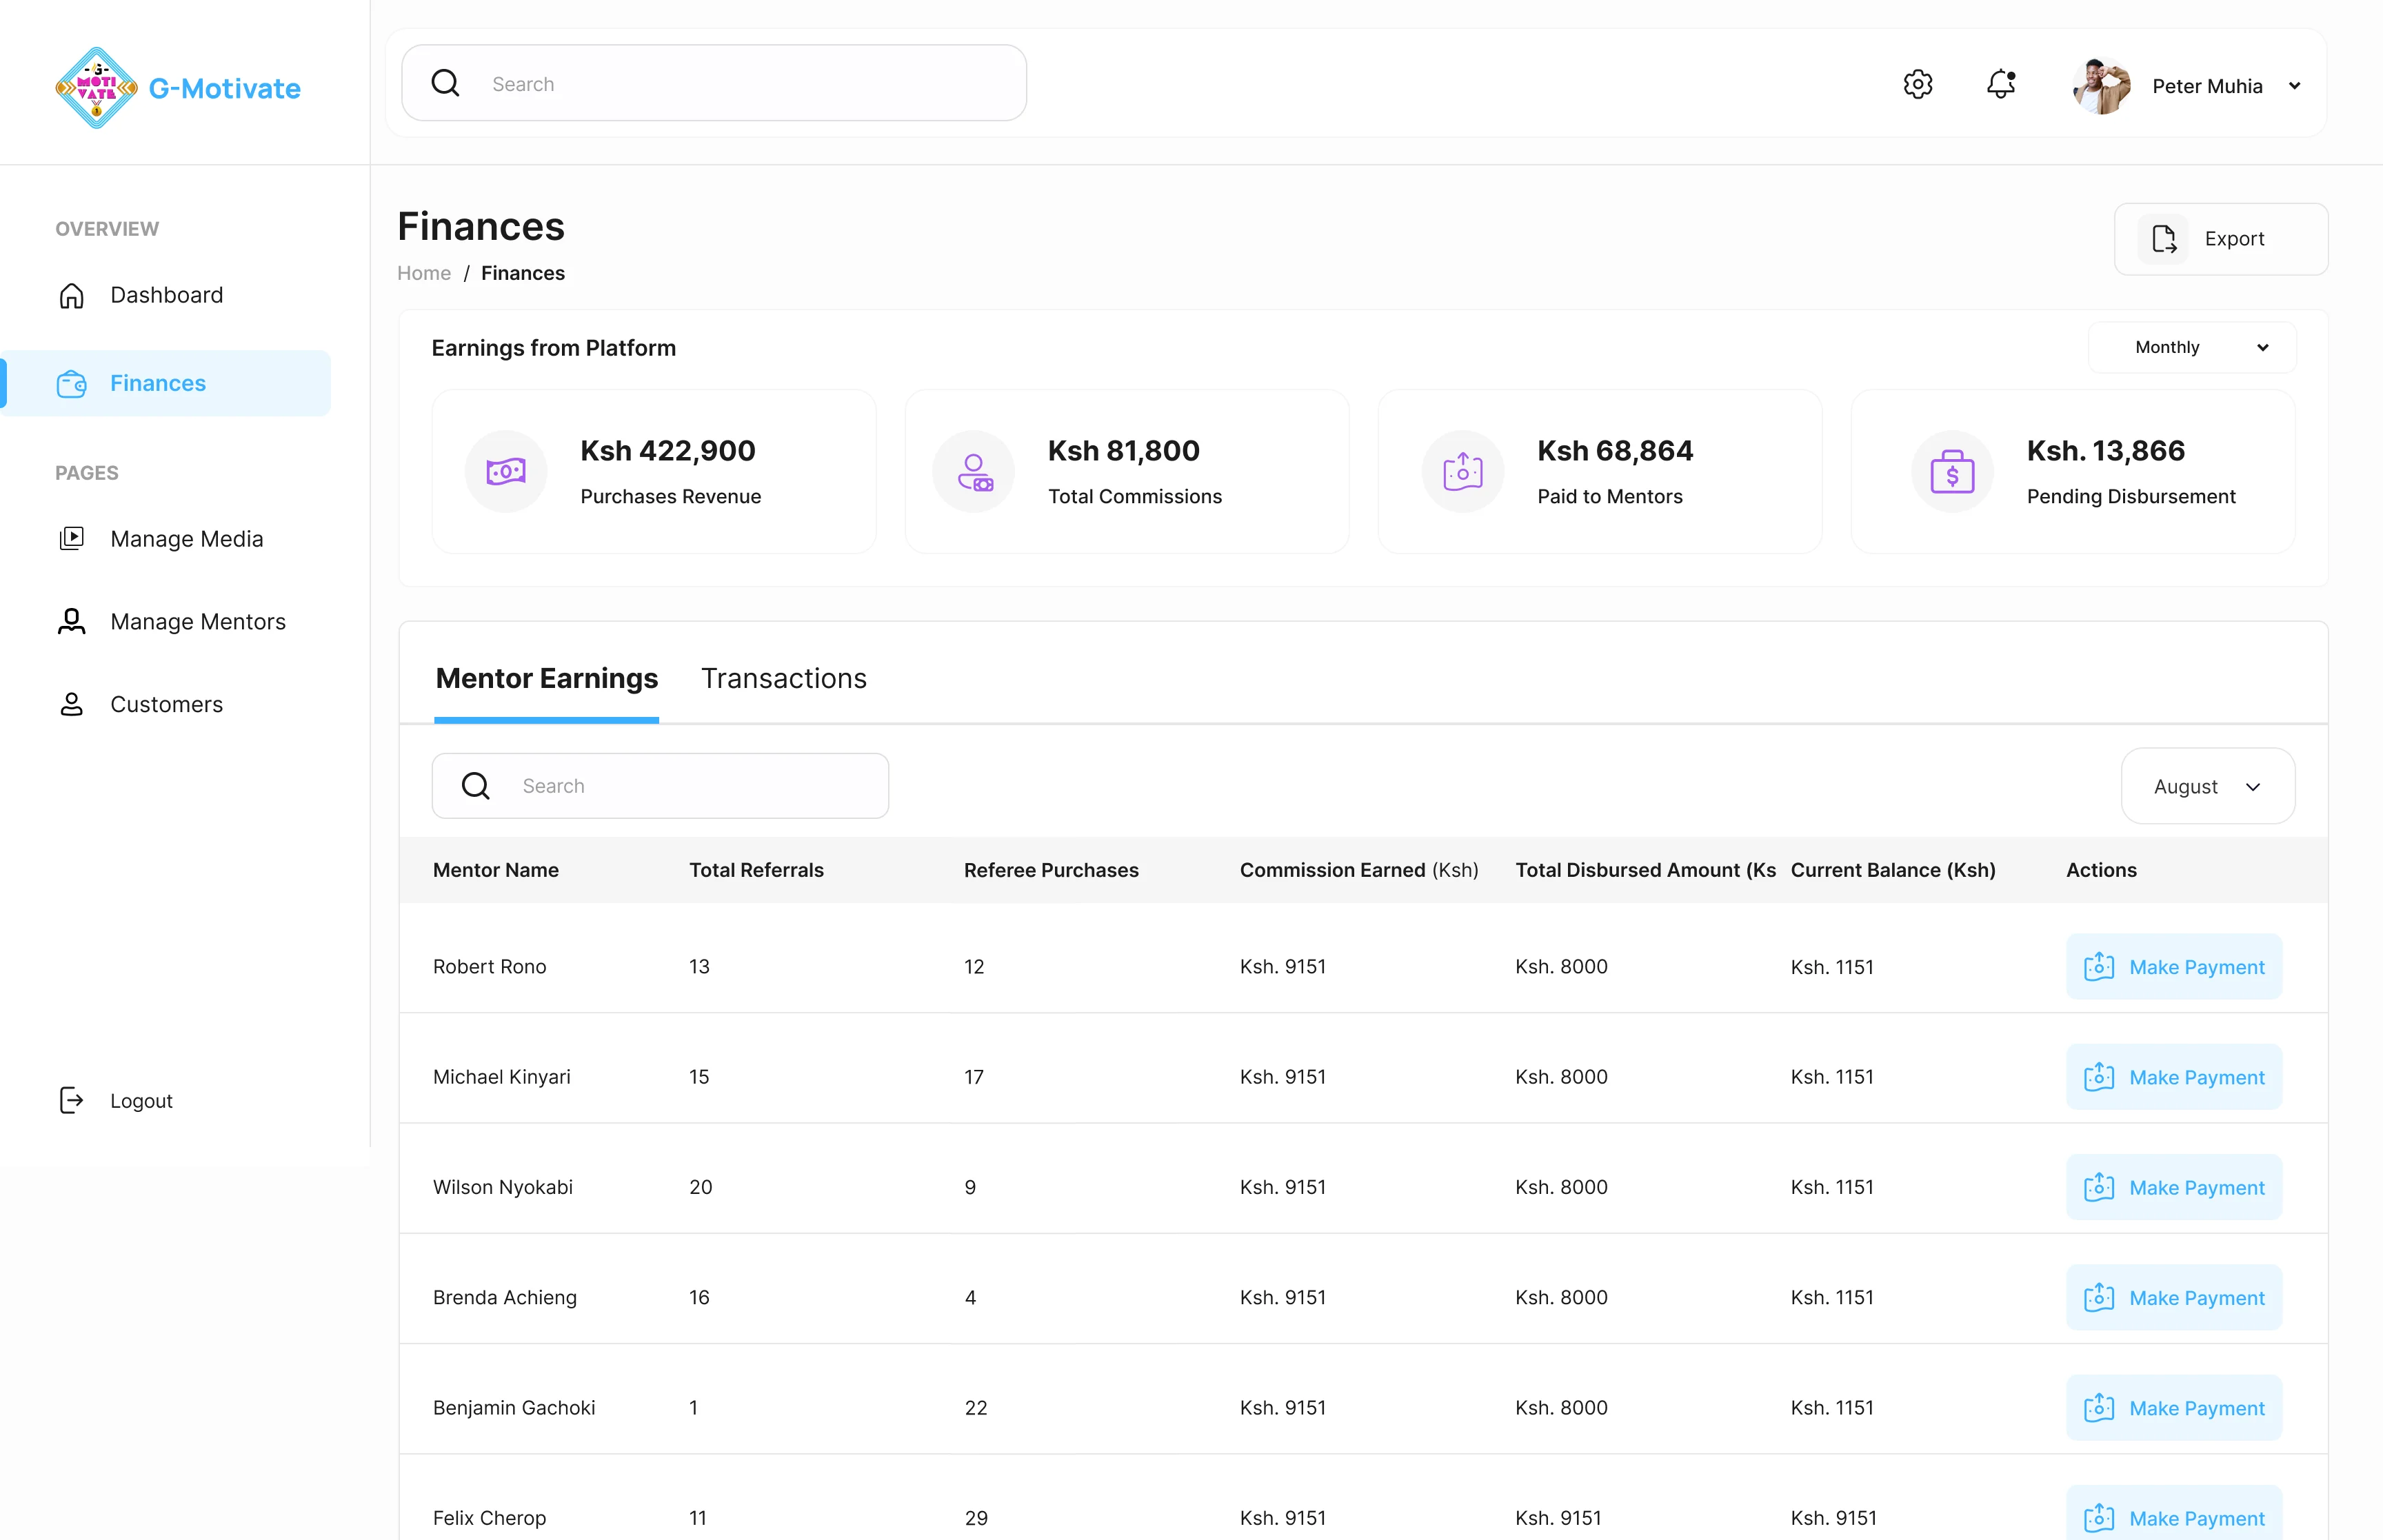 G
MOTI
VATE
1
G-Motivate
Search
Peter Muhia
OVERVIEW
Dashboard
Finances
PAGES
Manage Media
Manage Mentors
Customers
Logout
Finances
Home / Finances
Export
Earnings from Platform
Monthly
Ksh 422,900
Purchases Revenue
Ksh 81,800
Total Commissions
Ksh 68,864
Paid to Mentors
$
Ksh. 13,866
Pending Disbursement
Mentor Earnings Transactions
Search
August
Mentor Name Total Referrals Referee Purchases Commission Earned (Ksh) Total Disbursed Amount (Ks Current Balance (Ksh) Actions
Robert Rono 13 12 Ksh. 9151 Ksh. 8000 Ksh. 1151 Make Payment
Michael Kinyari 15 17 Ksh. 9151 Ksh. 8000 Ksh. 1151 Make Payment
Wilson Nyokabi 20 9 Ksh. 9151 Ksh. 8000 Ksh. 1151 Make Payment
Brenda Achieng 16 4 Ksh. 9151 Ksh. 8000 Ksh. 1151 Make Payment
Benjamin Gachoki 1 22 Ksh. 9151 Ksh. 8000 Ksh. 1151 Make Payment
Felix Cherop 11 29 Ksh. 9151 Ksh. 9151 Ksh. 9151 Make Payment